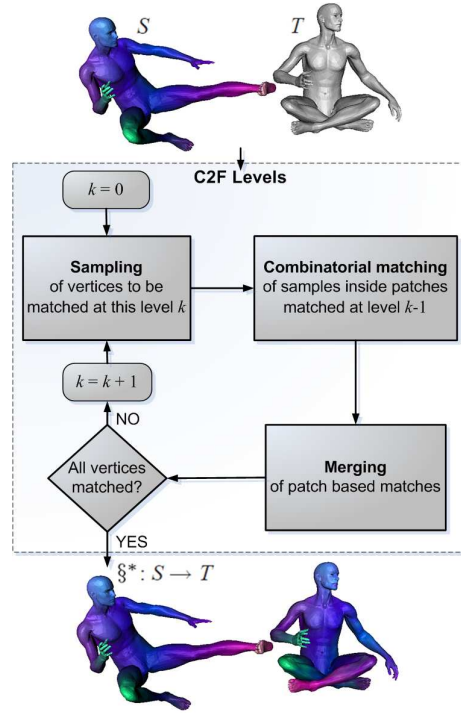 S
T
C2F Levels
k = 0
Sampling
of vertices to be
matched at this level k
Combinatorial matching
of samples inside patches
matched at level k-1
k = k + 1
NO
All vertices
matched?
Merging
of patch based matches
YES
§*: S → T